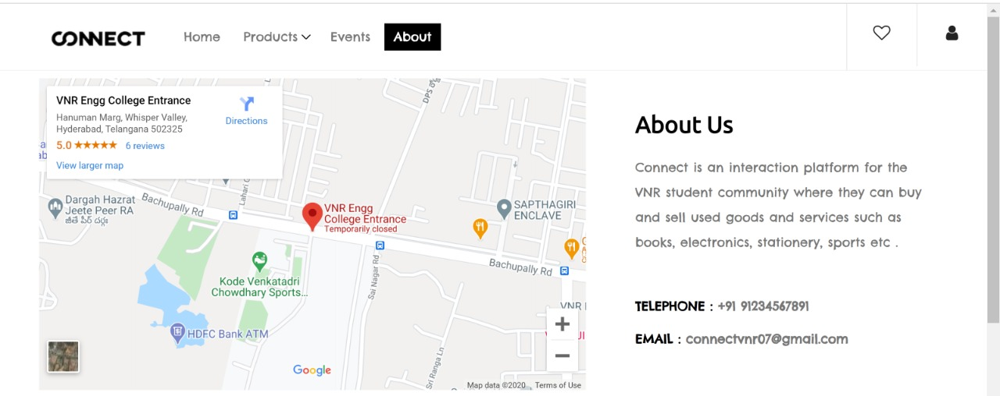 CONNECT
Home
Products
Events
About
VNR Engg College Entrance
Hanuman Marg, Whisper Valley,
Hyderabad, Telangana 502325
5.0
6 reviews
View larger map
Directions
DPS
Lahari
Dargah Hazrat
Jeete Peer RA
జీతే పీర్ దర్గా
Bachupally Rd
VNR Engg
College Entrance
Temporarily closed
SAPTHAGIRI
ENCLAVE
Kode Venkatadri
Chowdhary Sports...
Sai Nagar Rd
Bachupally Rd
HDFC Bank ATM
VNR
Sri Ranga Ln
Google
Map data ©2020
Terms of Use
About Us
Connect is an interaction platform for the
VNR student community where they can buy
and sell used goods and services such as
books, electronics, stationery, sports etc .
TELEPHONE : +91 91234567891
EMAIL : connectvnr07@gmail.com